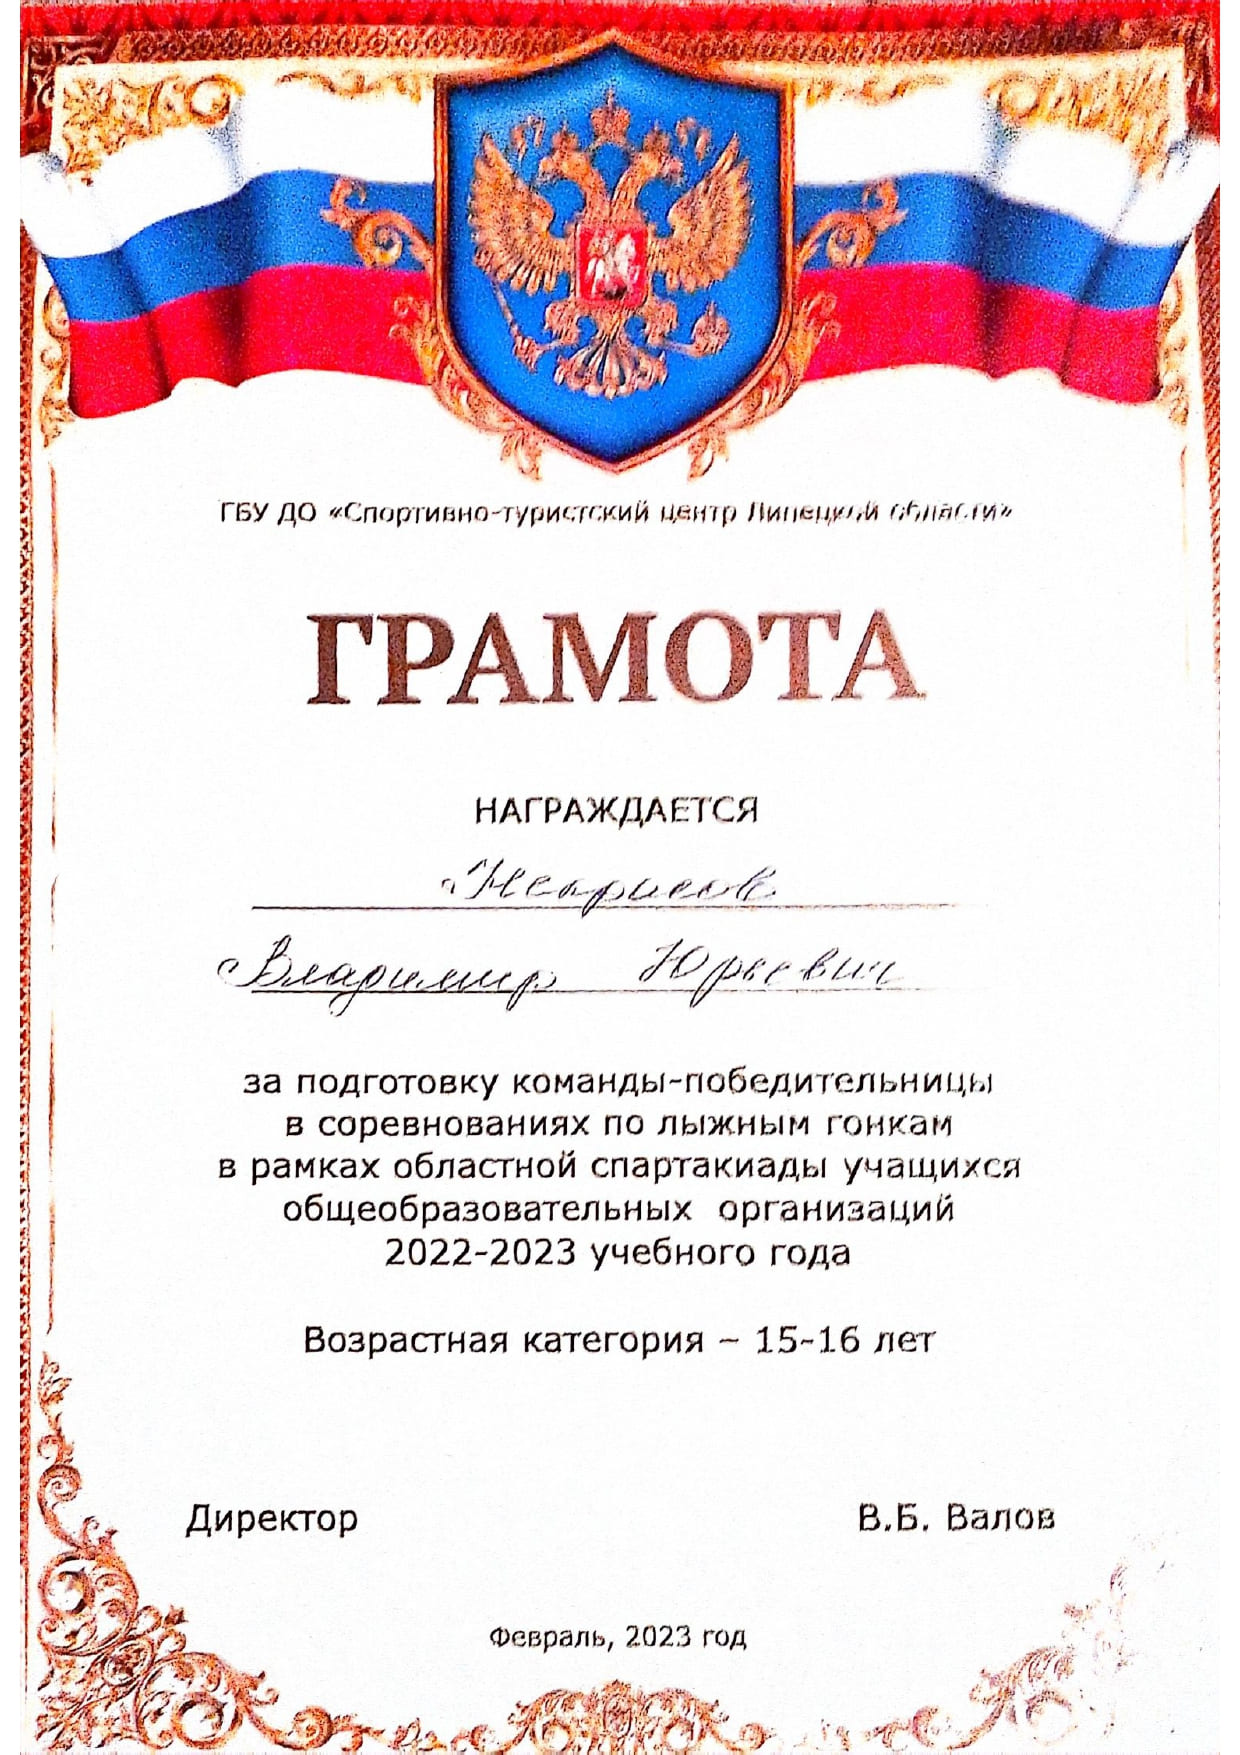 ГБУ ДО «Спортивно-туристский центр Липецкой области»
ГРАМОТА
НАГРАЖДАЕТСЯ
Некрасов
Владимир Юрьевич
за подготовку команды-победительницы
в соревнованиях по лыжным гонкам
в рамках областной спартакиады учащихся
общеобразовательных организаций
2022-2023 учебного года
Возрастная категория – 15-16 лет
Директор В.Б. Валов
Февраль, 2023 год